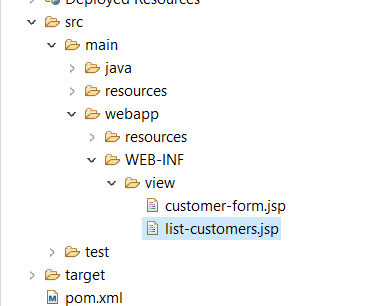 Deployed Resources
src
main
java
resources
webapp
resources
WEB-INF
view
customer-form.jsp
list-customers.jsp
test
target
pom.xml